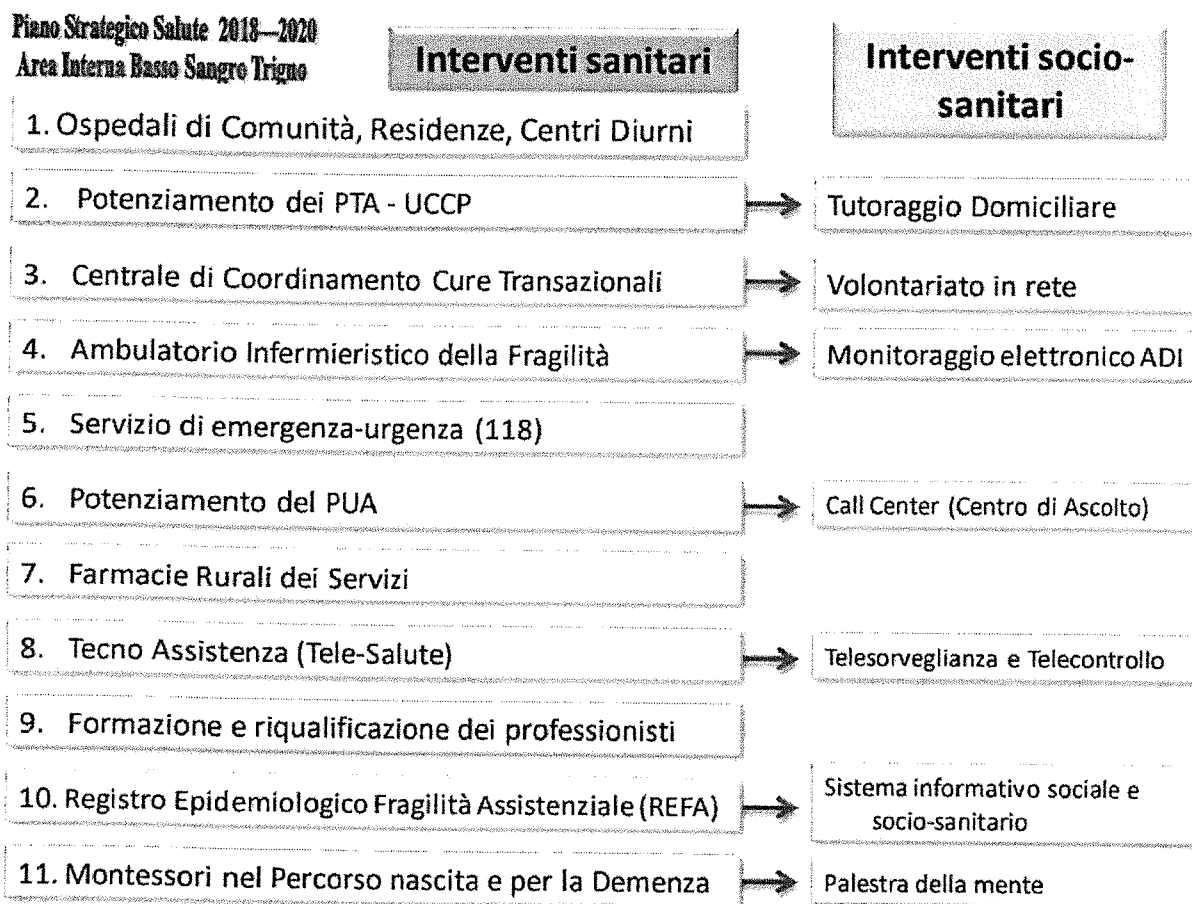 Piano Strategico Salute 2018—2020
Area Interna Basso Sangro Trigno
Interventi sanitari
Interventi socio-
sanitari
1. Ospedali di Comunità, Residenze, Centri Diurni
2. Potenziamento dei PTA - UCCP
Tutoraggio Domiciliare
3. Centrale di Coordinamento Cure Transazionali
Volontariato in rete
4. Ambulatorio Infermieristico della Fragilità
Monitoraggio elettronico ADI
5. Servizio di emergenza-urgenza (118)
6. Potenziamento del PUA
Call Center (Centro di Ascolto)
7. Farmacie Rurali dei Servizi
8. Tecno Assistenza (Tele-Salute)
Telesorveglianza e Telecontrollo
9. Formazione e riqualificazione dei professionisti
10. Registro Epidemiologico Fragilità Assistenziale (REFA)
Sistema informativo sociale e
socio-sanitario
11. Montessori nel Percorso nascita e per la Demenza
Palestra della mente